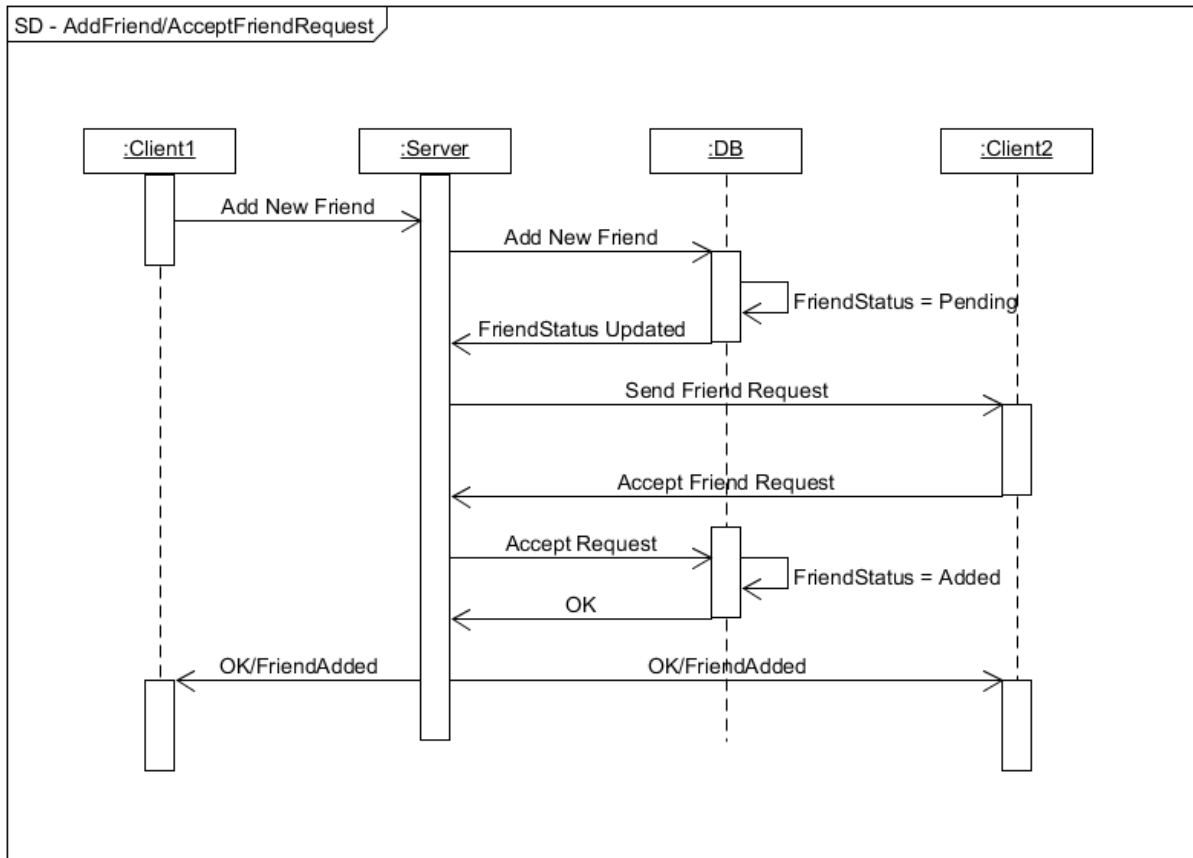 SD - AddFriend/AcceptFriendRequest
:Client1
:Server
:DB
:Client2
Add New Friend
Add New Friend
FriendStatus = Pending
FriendStatus Updated
Send Friend Request
Accept Friend Request
Accept Request
FriendStatus = Added
OK
OK/FriendAdded
OK/FriendAdded